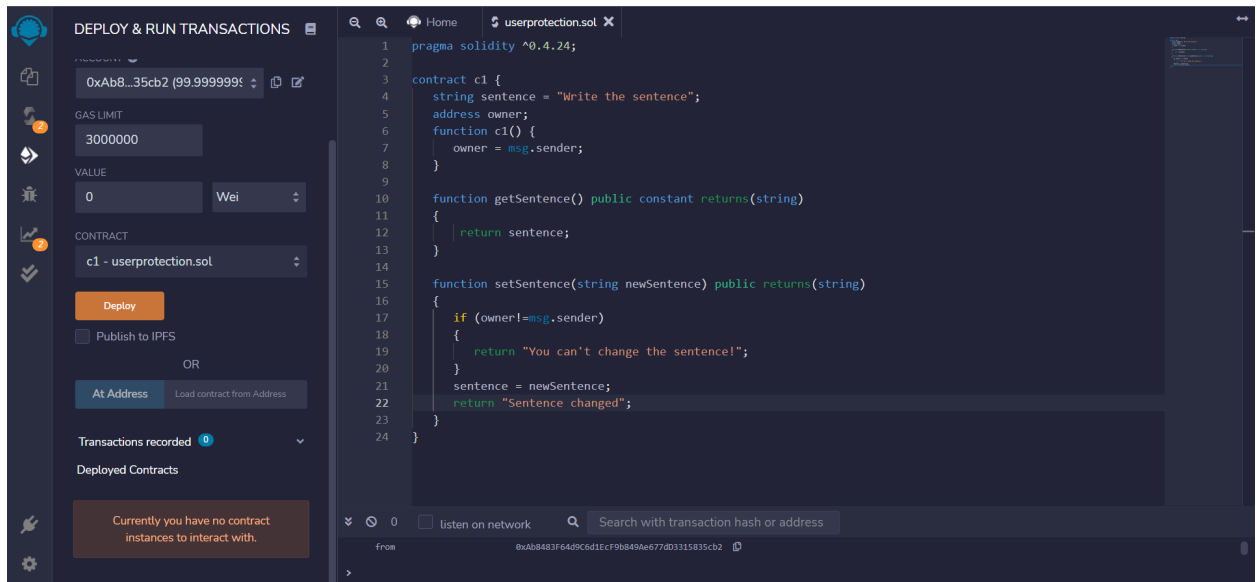 DEPLOY & RUN TRANSACTIONS
0xAb8...35cb2 (99.9999999
GAS LIMIT
3000000
VALUE
0 Wei
CONTRACT
c1 - userprotection.sol
Deploy
Publish to IPFS
OR
At Address Load contract from Address
Transactions recorded 0
Deployed Contracts
Currently you have no contract
instances to interact with.
2
2
Home userprotection.sol
1 pragma solidity ^0.4.24;
2
3 contract c1 {
4 string sentence = "Write the sentence";
5 address owner;
6 function c1() {
7 owner = msg.sender;
8 }
9
10 function getSentence() public constant returns(string)
11 {
12 return sentence;
13 }
14
15 function setSentence(string newSentence) public returns(string)
16 {
17 if (owner!=msg.sender)
18 {
19 return "You can't change the sentence!";
20 }
21 sentence = newSentence;
22 return "Sentence changed";
23 }
24 }
0 listen on network Search with transaction hash or address
from 0xAb8483F64d9C6d1EcF9b849Ae677dD3315835cb2
>